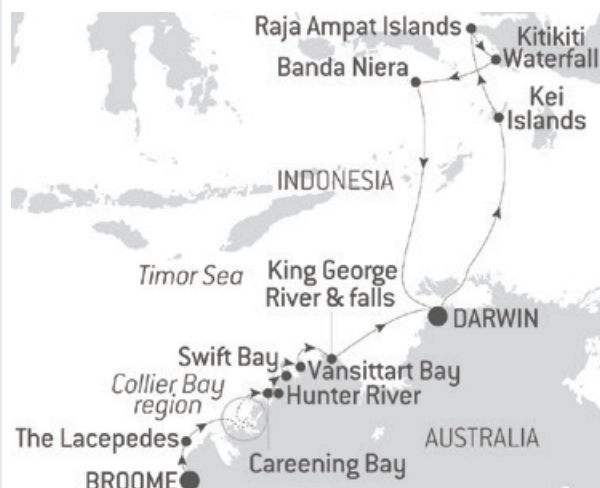 Raja Ampat Islands
Kitikiti
Waterfall
Banda Niera
Kei
Islands
INDONESIA
Timor Sea
King George
River & falls
DARWIN
Swift Bay
Vansittart Bay
Collier Bay
region
Hunter River
The Lacepedes
AUSTRALIA
Careening Bay
BROOME